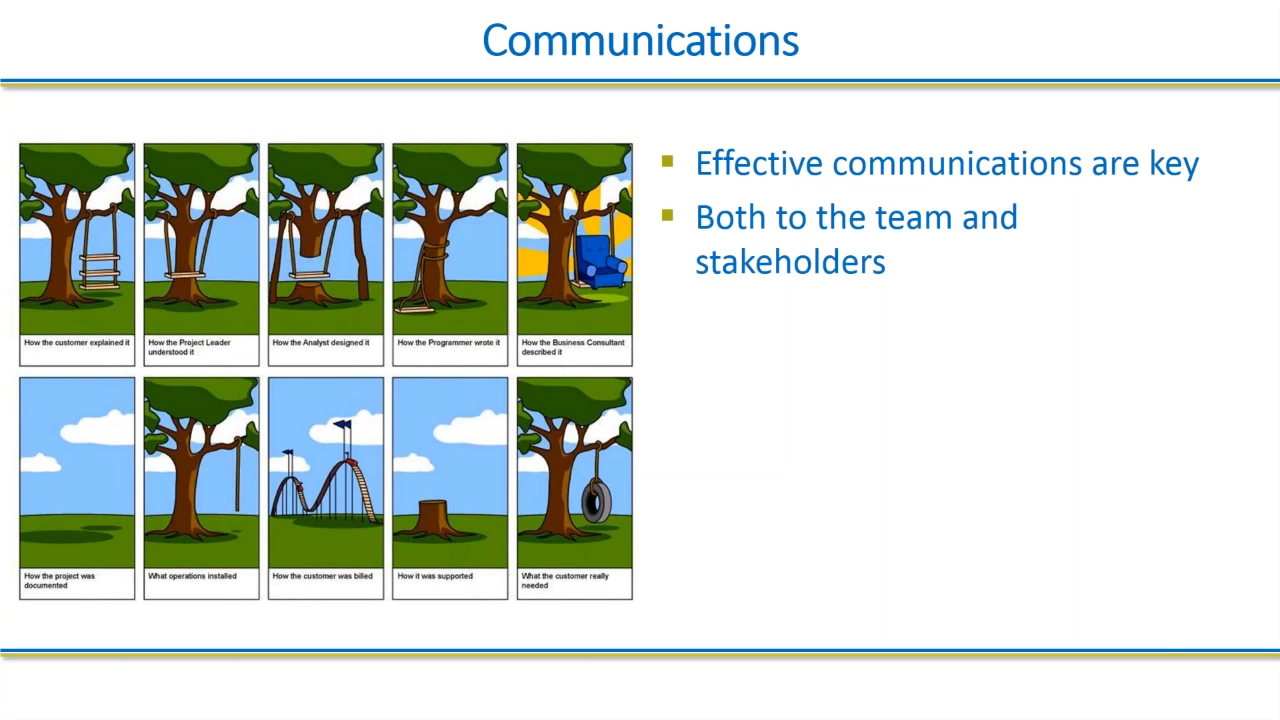 Communications
How the customer explained it
How the Project Leader
understood it
How the Analyst designed it
How the Programmer wrote it
How the Business Consultant
described it
How the project was
documented
What operations installed
How the customer was billed
How it was supported
What the customer really
needed
▪ Effective communications are key
▪ Both to the team and
stakeholders